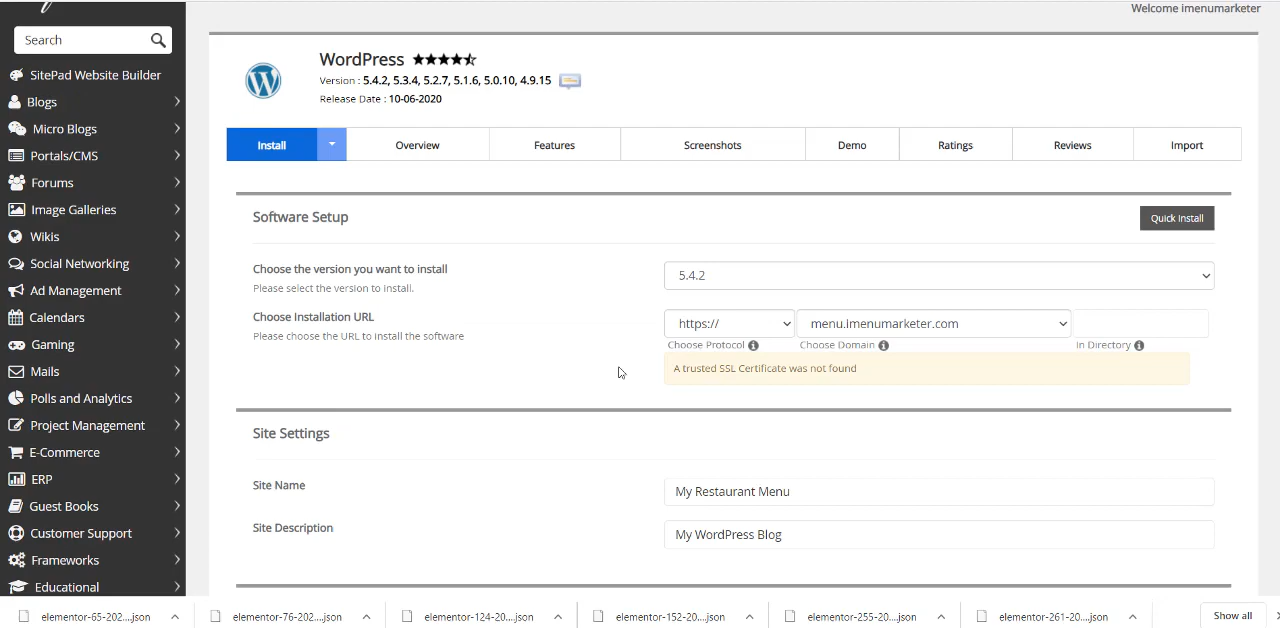 Welcome imenumarketer
Search
SitePad Website Builder
Blogs
Micro Blogs
Portals/CMS
Forums
Image Galleries
Wikis
Social Networking
Ad Management
Calendars
Gaming
Mails
Polls and Analytics
Project Management
E-Commerce
ERP
Guest Books
Customer Support
Frameworks
Educational
WordPress
Version : 5.4.2, 5.3.4, 5.2.7, 5.1.6, 5.0.10, 4.9.15
Release Date : 10-06-2020
Install Overview Features Screenshots Demo Ratings Reviews Import
Software Setup
Quick Install
Choose the version you want to install
Please select the version to install.
5.4.2
Choose Installation URL
Please choose the URL to install the software
https:// menu.imenumarketer.com
Choose Protocol Choose Domain In Directory
A trusted SSL Certificate was not found
Site Settings
Site Name
My Restaurant Menu
Site Description
My WordPress Blog
elementor-65-202....json elementor-76-202....json elementor-124-20....json elementor-152-20....json elementor-255-20....json elementor-261-20....json Show all